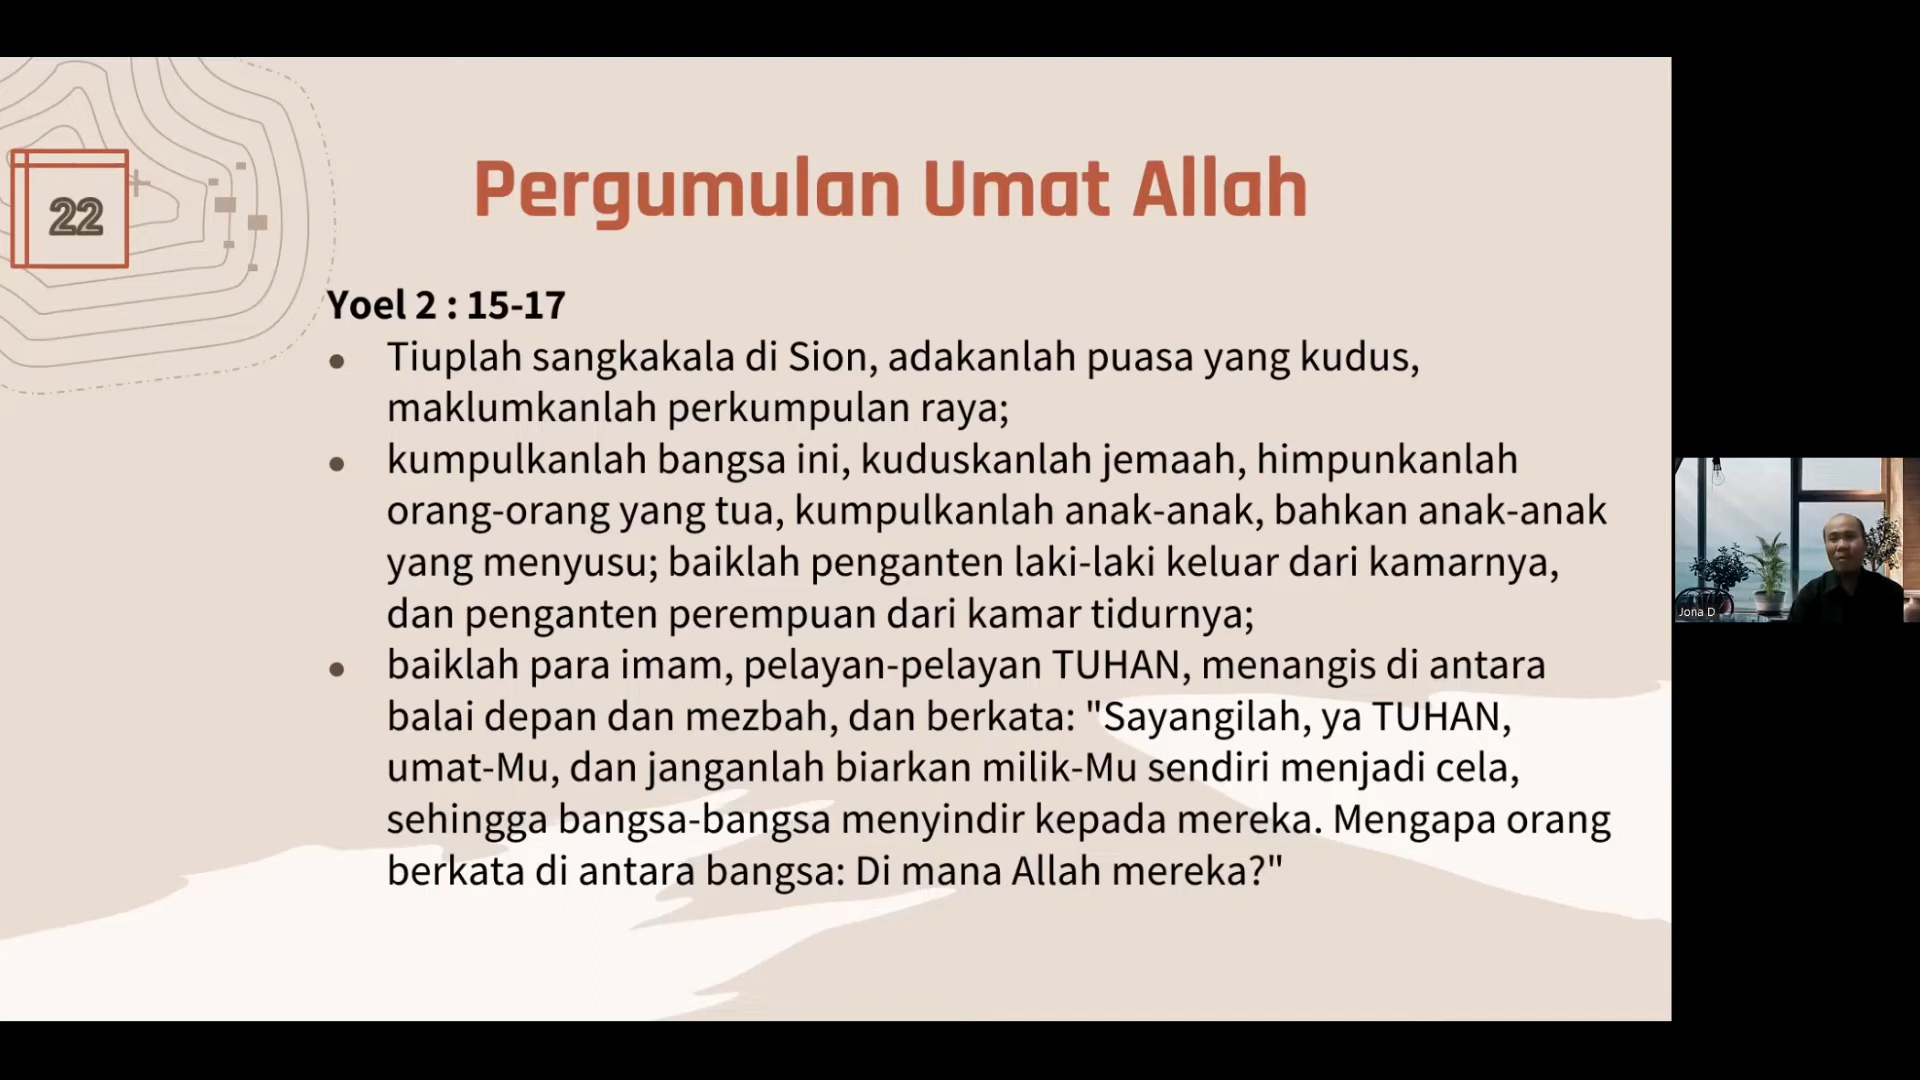 22
Pergumulan Umat Allah
Yoel 2 : 15-17
● Tiuplah sangkakala di Sion, adakanlah puasa yang kudus,
maklumkanlah perkumpulan raya;
● kumpulkanlah bangsa ini, kuduskanlah jemaah, himpunkanlah
orang-orang yang tua, kumpulkanlah anak-anak, bahkan anak-anak
yang menyusu; baiklah penganten laki-laki keluar dari kamarnya,
dan penganten perempuan dari kamar tidurnya;
● baiklah para imam, pelayan-pelayan TUHAN, menangis di antara
balai depan dan mezbah, dan berkata: "Sayangilah, ya TUHAN,
umat-Mu, dan janganlah biarkan milik-Mu sendiri menjadi cela,
sehingga bangsa-bangsa menyindir kepada mereka. Mengapa orang
berkata di antara bangsa: Di mana Allah mereka?"
Jona D